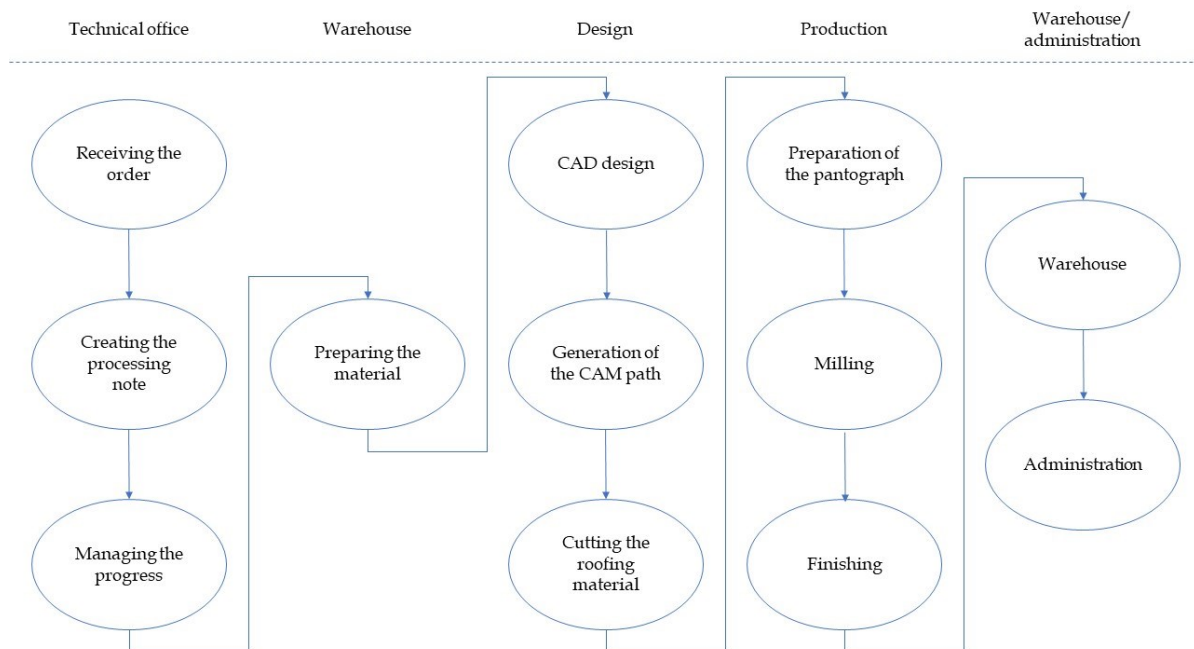 Technical office
Warehouse
Design
Production
Warehouse/
administration
Receiving the
order
Creating the
processing
note
Managing the
progress
Preparing the
material
CAD design
Generation of
the CAM path
Cutting the
roofing
material
Preparation of
the pantograph
Milling
Finishing
Warehouse
Administration